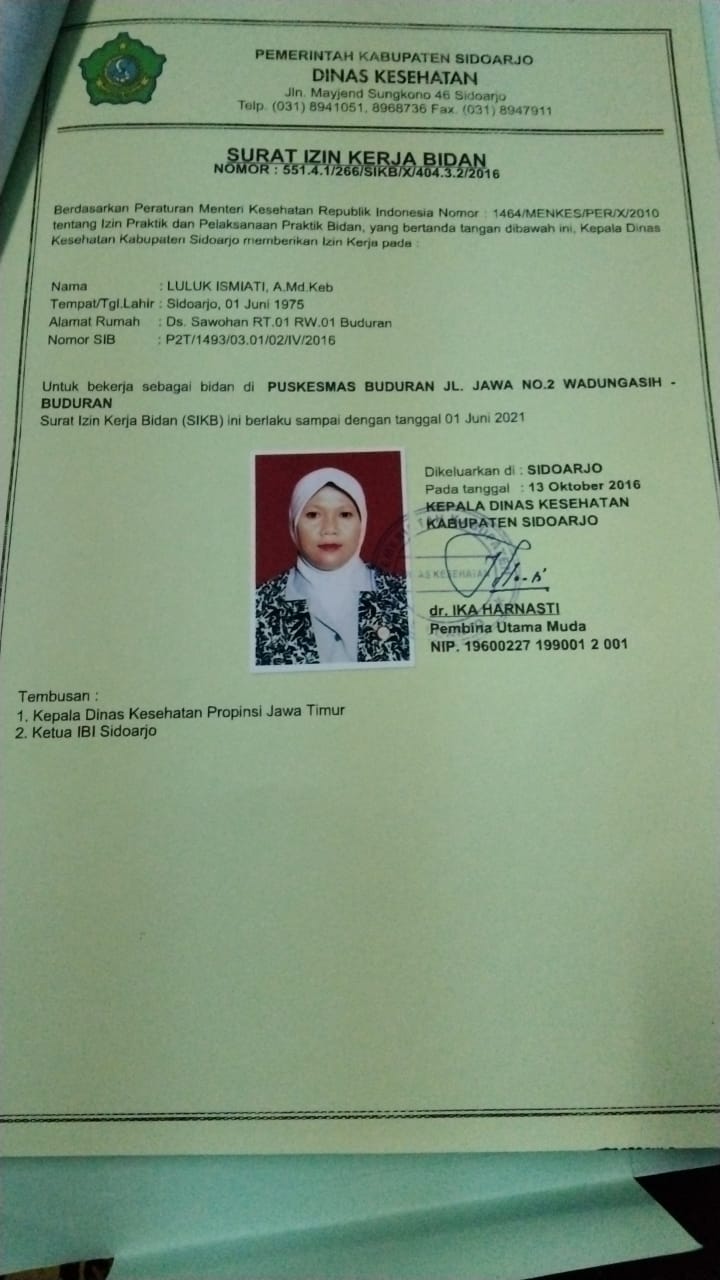 PEMERINTAH KABUPATEN SIDOARJO
DINAS KESEHATAN
Jln. Mayjend Sungkono 46 Sidoarjo
Telp. (031) 8941051, 8968736 Fax. (031) 8947911
SURAT IZIN KERJA BIDAN
NOMOR : 551.4.1/266/SIKB/X/404.3.2/2016
Berdasarkan Peraturan Menteri Kesehatan Republik Indonesia Nomor : 1464/MENKES/PER/X/2010
tentang Izin Praktik dan Pelaksanaan Praktik Bidan, yang bertanda tangan dibawah ini, Kepala Dinas
Kesehatan Kabupaten Sidoarjo memberikan Izin Kerja pada :
Nama : LULUK ISMIATI, A.Md.Keb
Tempat/Tgl.Lahir : Sidoarjo, 01 Juni 1975
Alamat Rumah : Ds. Sawohan RT.01 RW.01 Buduran
Nomor SIB : P2T/1493/03.01/02/IV/2016
Untuk bekerja sebagai bidan di PUSKESMAS BUDURAN JL. JAWA NO.2 WADUNGASIH -
BUDURAN
Surat Izin Kerja Bidan (SIKB) ini berlaku sampai dengan tanggal 01 Juni 2021
Dikeluarkan di : SIDOARJO
Pada tanggal : 13 Oktober 2016
KEPALA DINAS KESEHATAN
KABUPATEN SIDOARJO
dr. IKA HARNASTI
Pembina Utama Muda
NIP. 19600227 199001 2 001
Tembusan :
1. Kepala Dinas Kesehatan Propinsi Jawa Timur
2. Ketua IBI Sidoarjo